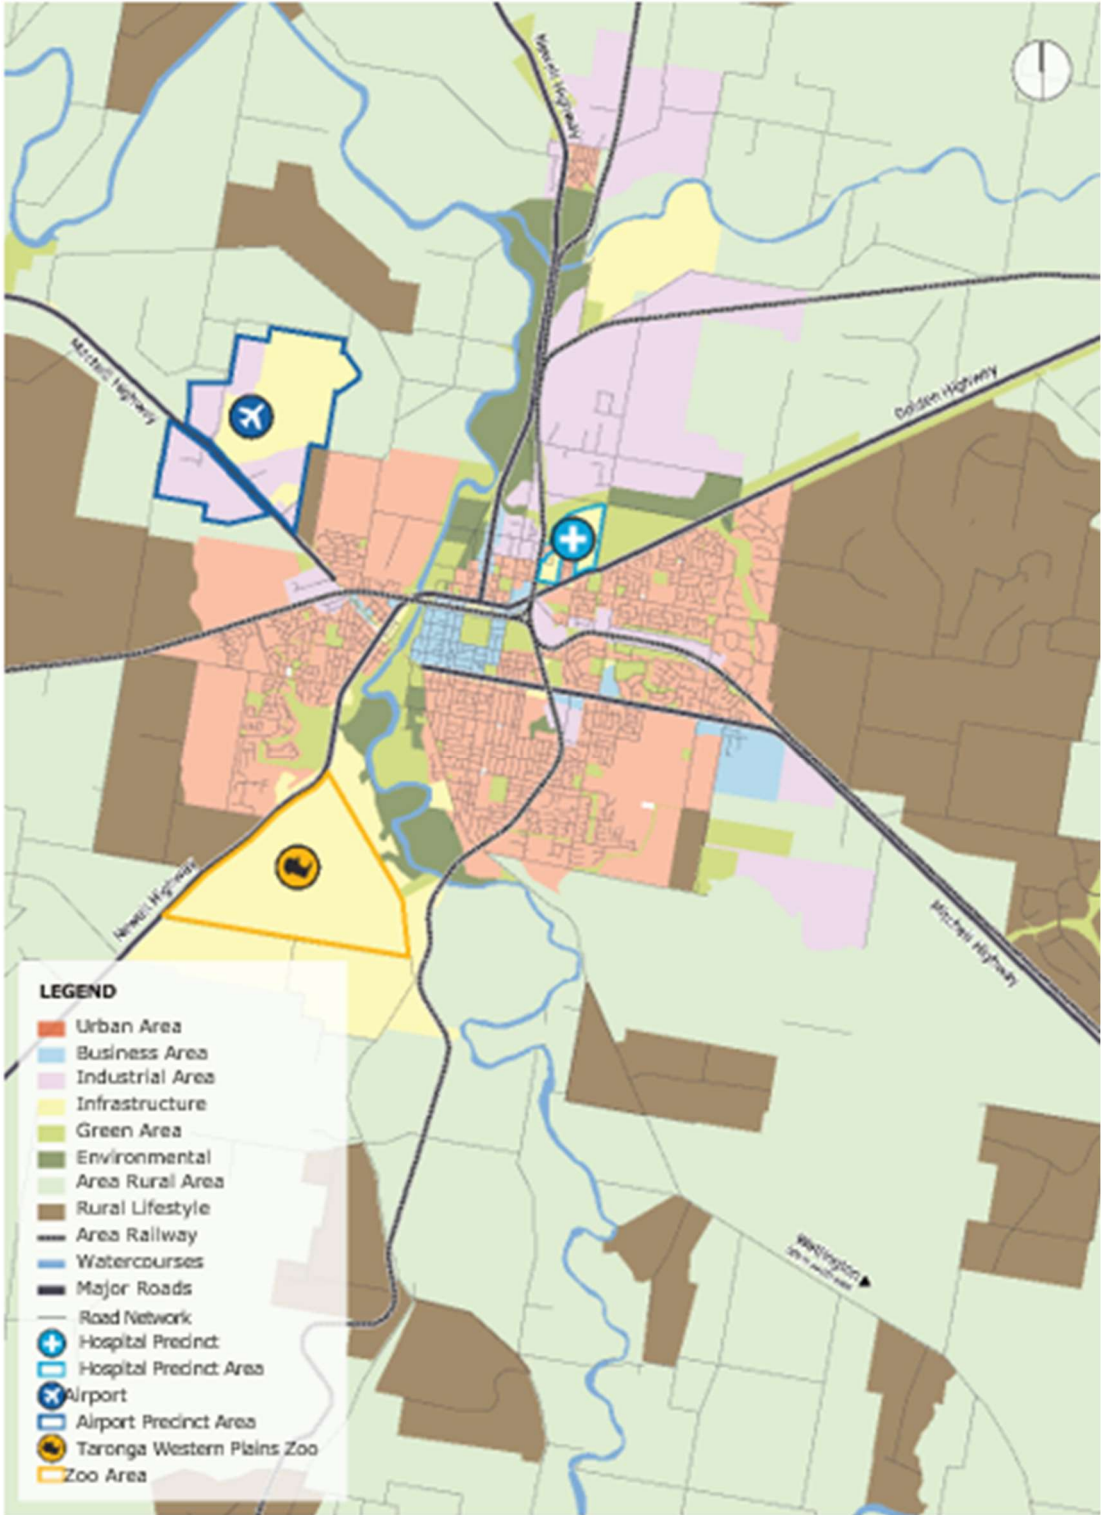 Newell Highway
Mitchell Highway
Golden Highway
Newell Highway
Mitchell Highway
LEGEND
Urban Area
Business Area
Industrial Area
Infrastructure
Green Area
Environmental
Area Rural Area
Rural Lifestyle
Area Railway
Watercourses
Major Roads
Road Network
Hospital Precinct
Hospital Precinct Area
Airport
Airport Precinct Area
Taronga Western Plains Zoo
Zoo Area
Wellington